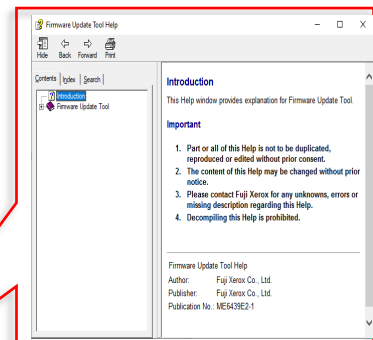 Firmware Update Tool Help
Hide Back Forward Print
Contents Index Search
Introduction
Firmware Update Tool
Introduction
This Help window provides explanation for Firmware Update Tool.
Important
1. Part or all of this Help is not to be duplicated,
reproduced or edited without prior consent.
2. The content of this Help may be changed without prior
notice.
3. Please contact Fuji Xerox for any unknowns, errors or
missing description regarding this Help.
4. Decompiling this Help is prohibited.
Firmware Update Tool Help
Author: Fuji Xerox Co., Ltd.
Publisher: Fuji Xerox Co., Ltd.
Publication No.: ME6439E2-1